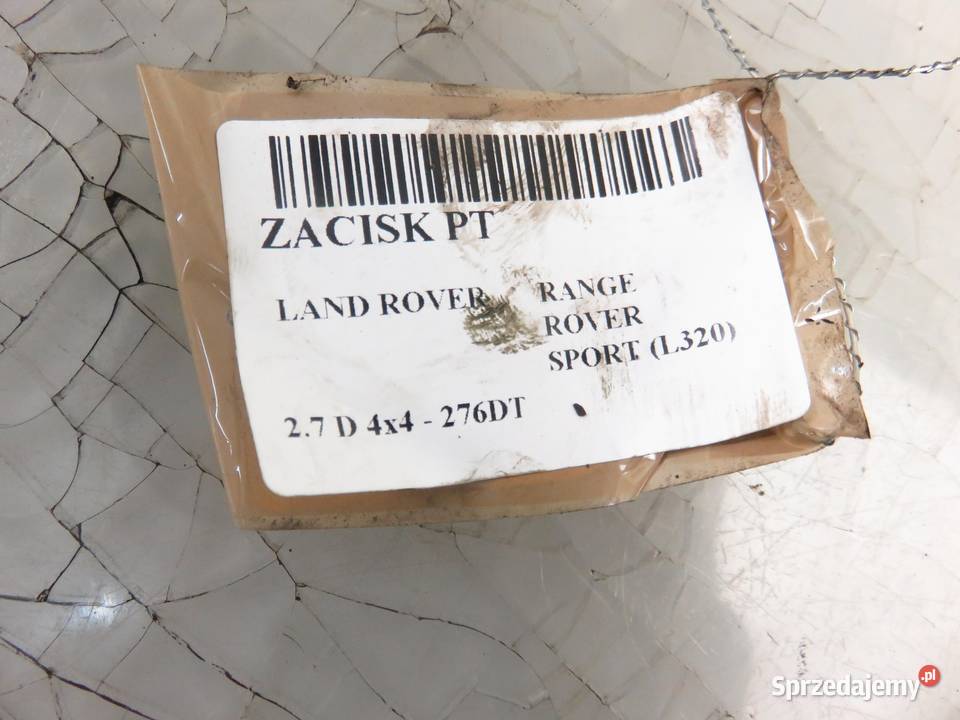 ZACISK PT
LAND ROVER
RANGE
ROVER
SPORT (L320)
2.7 D 4x4 - 276DT
Sprzedajemy.pl